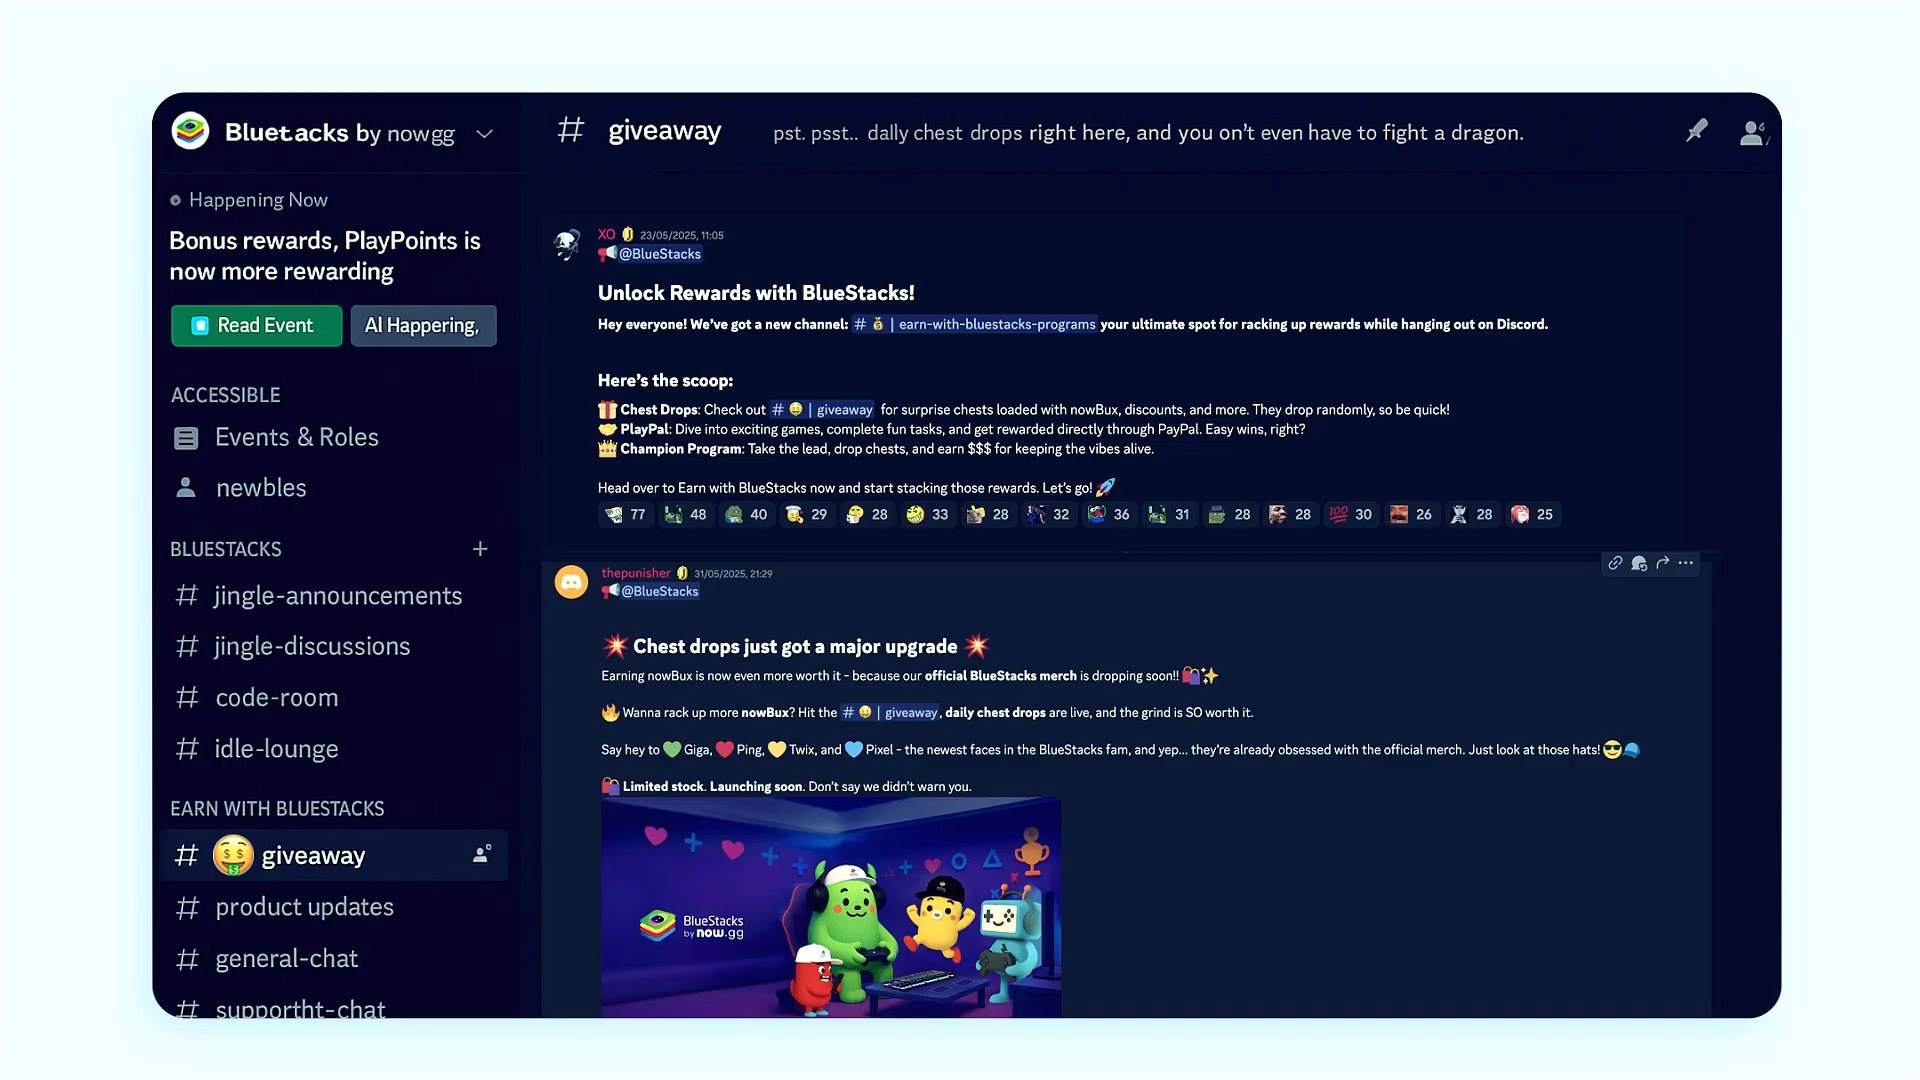 Bluet.acks by nowgg
Happening Now
Bonus rewards, PlayPoints is
now more rewarding
Read Event
Al Happering,
ACCESSIBLE
Events & Roles
newbles
BLUESTACKS
jingle-announcements
jingle-discussions
code-room
idle-lounge
EARN WITH BLUESTACKS
giveaway
product updates
general-chat
supportht-chat
# giveaway
pst. psst.. dally chest drops right here, and you on't even have to fight a dragon.
XO 23/05/2025, 11:05
@BlueStacks
Unlock Rewards with BlueStacks!
Hey everyone! We've got a new channel: # 💰 | earn-with-bluestacks-programs your ultimate spot for racking up rewards while hanging out on Discord.
Here's the scoop:
🎁 Chest Drops: Check out # 🤑 | giveaway for surprise chests loaded with nowBux, discounts, and more. They drop randomly, so be quick!
🤝 PlayPal: Dive into exciting games, complete fun tasks, and get rewarded directly through PayPal. Easy wins, right?
👑 Champion Program: Take the lead, drop chests, and earn $$$ for keeping the vibes alive.
Head over to Earn with BlueStacks now and start stacking those rewards. Let's go! 🚀
77 48 40 29 28 33 28 32 36 31 28 28 💯 30 26 28 25
thepunisher 31/05/2025, 21:29
@BlueStacks
💥 Chest drops just got a major upgrade 💥
Earning nowBux is now even more worth it - because our official BlueStacks merch is dropping soon!! 🛍️✨
🔥 Wanna rack up more nowBux? Hit the # 🤑 | giveaway, daily chest drops are live, and the grind is SO worth it.
Say hey to 💚 Giga, ❤️ Ping, 💛 Twix, and 🩵 Pixel - the newest faces in the BlueStacks fam, and yep... they're already obsessed with the official merch. Just look at those hats! 😎🧢
🛍️ Limited stock. Launching soon. Don't say we didn't warn you.
BlueStacks
by now.gg